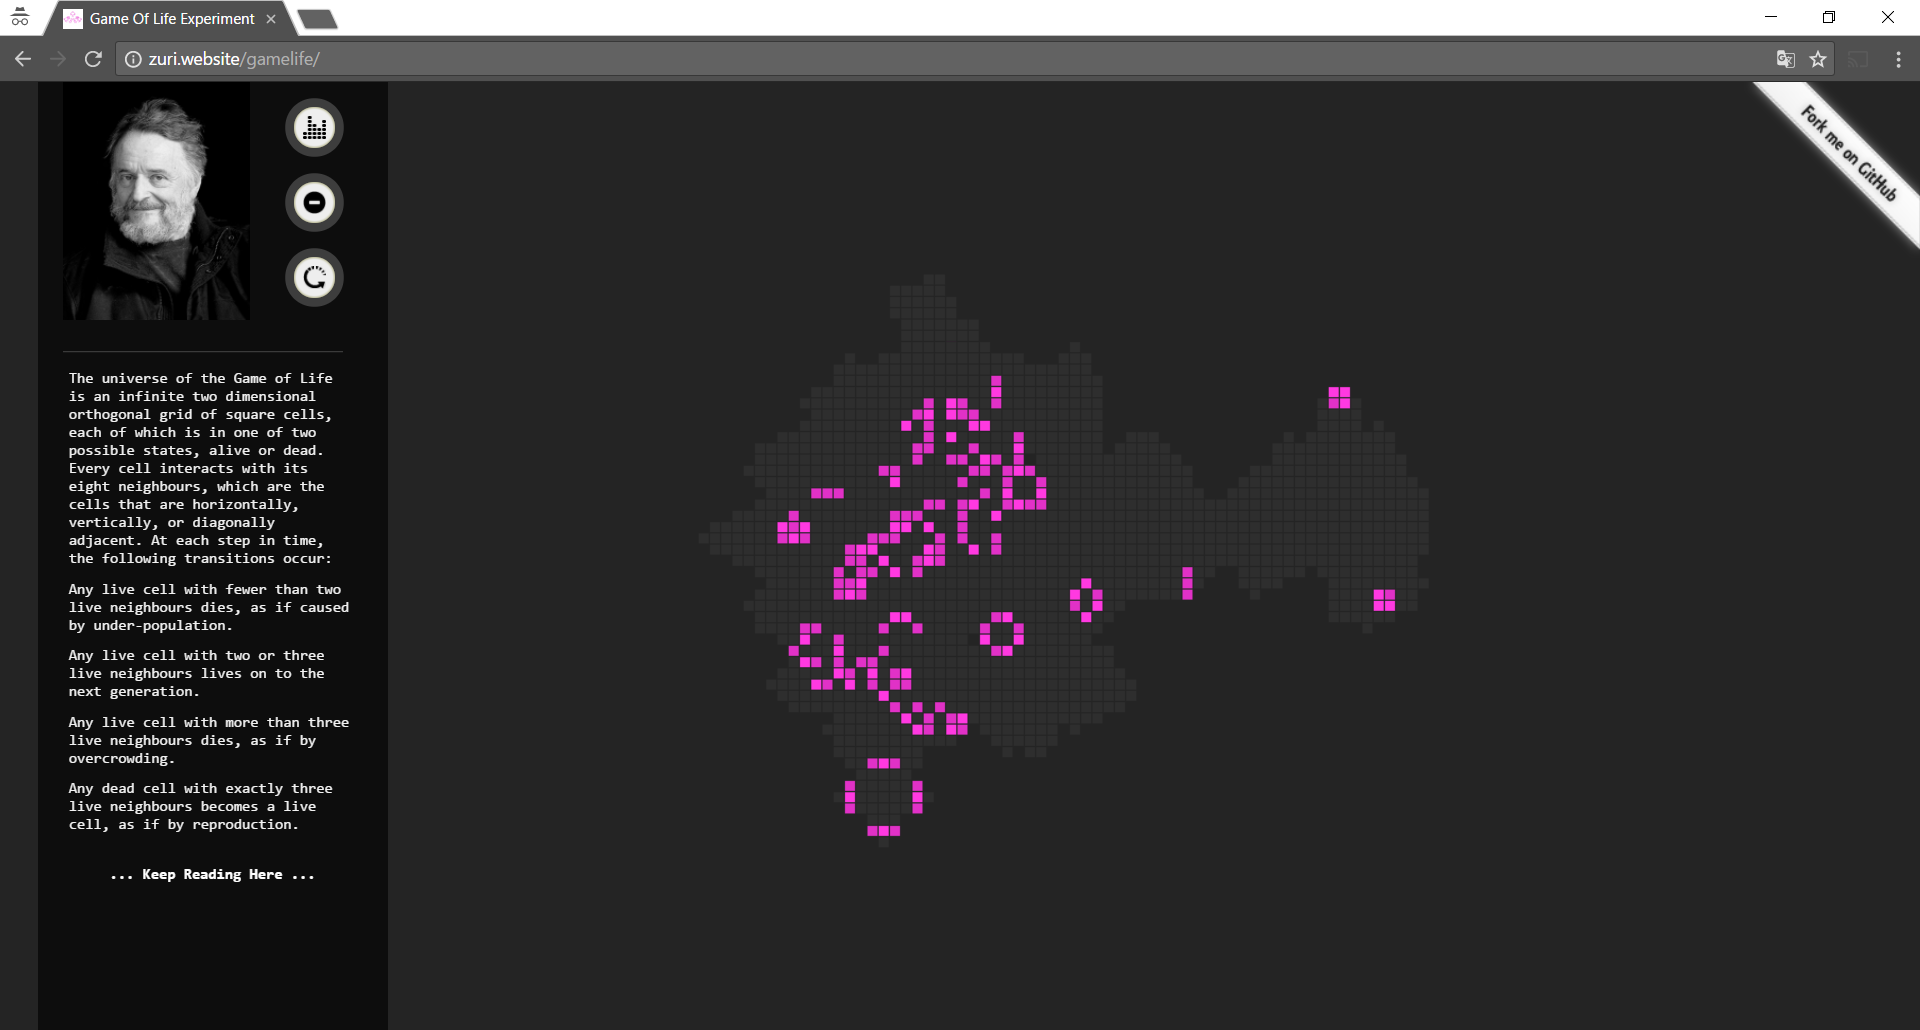 Game Of Life Experiment
zuri.website/gamelife/
Fork me on GitHub
The universe of the Game of Life
is an infinite two dimensional
orthogonal grid of square cells,
each of which is in one of two
possible states, alive or dead.
Every cell interacts with its
eight neighbours, which are the
cells that are horizontally,
vertically, or diagonally
adjacent. At each step in time,
the following transitions occur:
Any live cell with fewer than two
live neighbours dies, as if caused
by under-population.
Any live cell with two or three
live neighbours lives on to the
next generation.
Any live cell with more than three
live neighbours dies, as if by
overcrowding.
Any dead cell with exactly three
live neighbours becomes a live
cell, as if by reproduction.
... Keep Reading Here ...